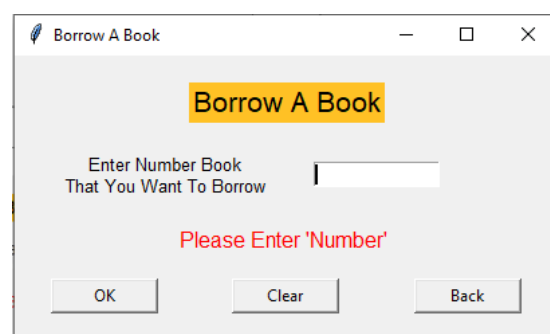 Borrow A Book
Borrow A Book
Enter Number Book
That You Want To Borrow
Please Enter 'Number'
OK
Clear
Back